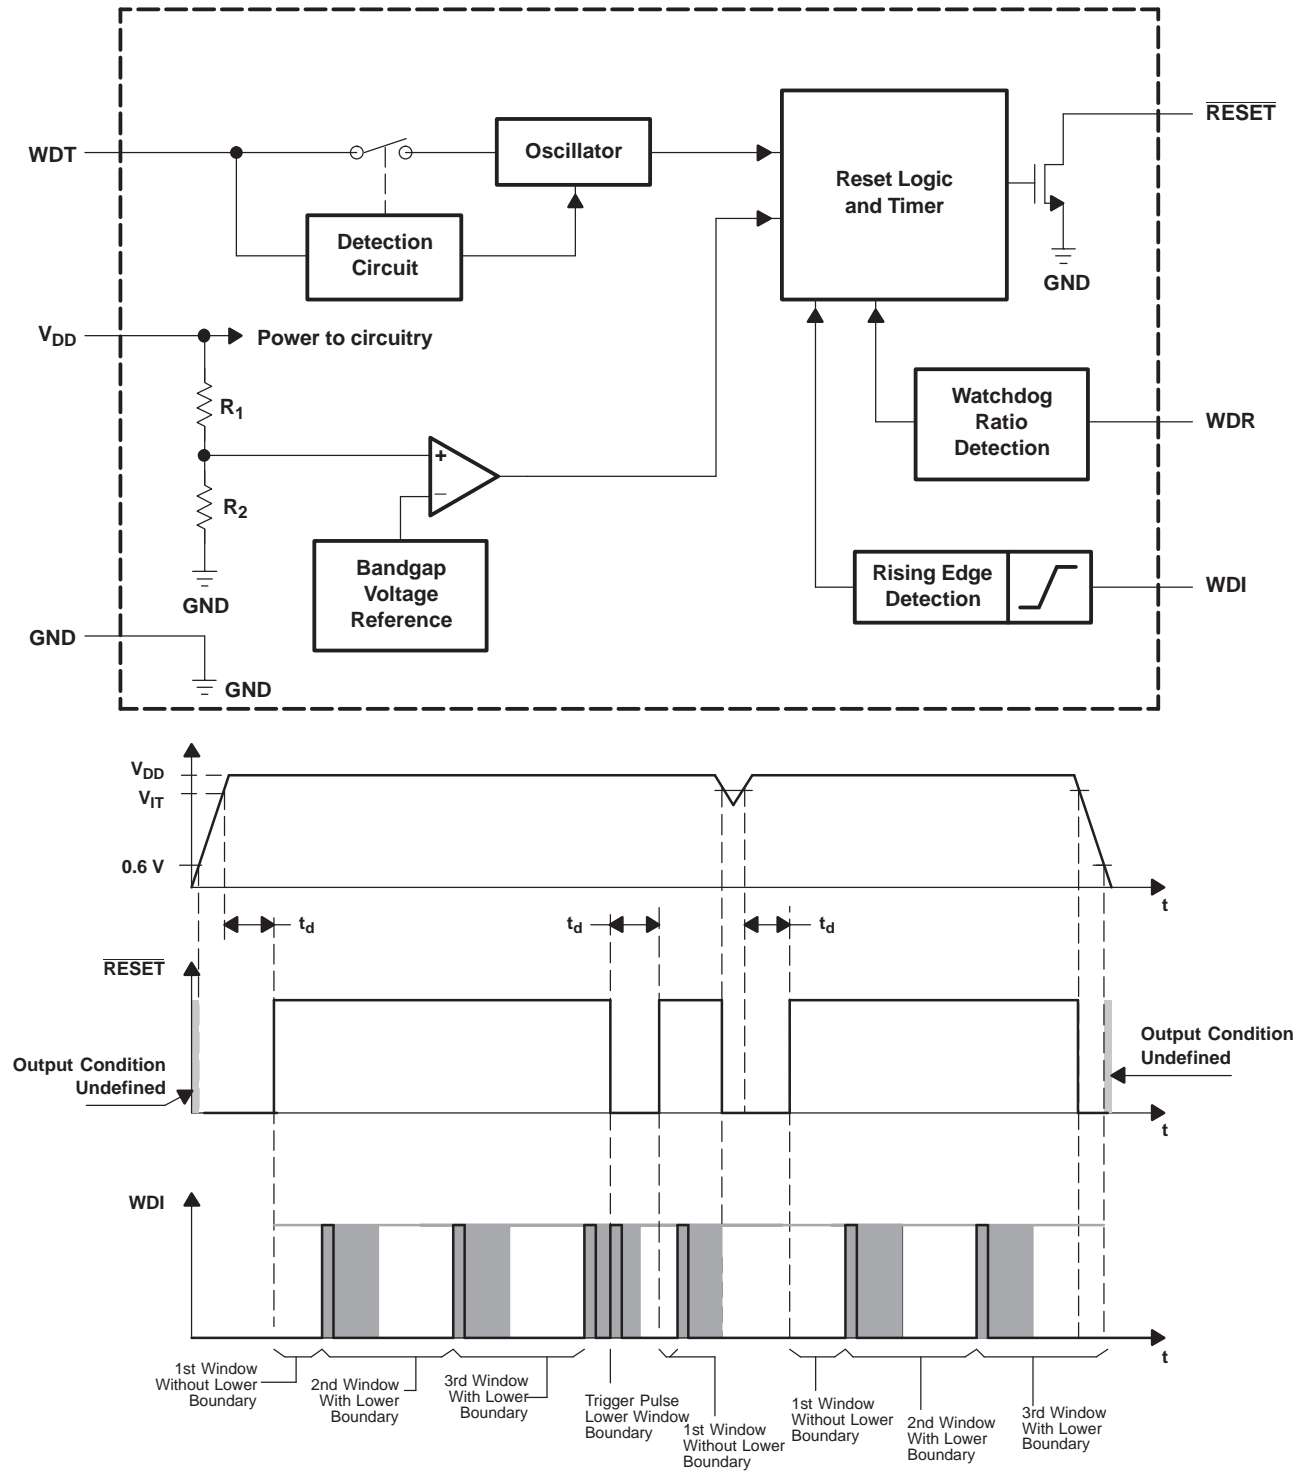 RESET
WDT
Oscillator
Reset Logic
and Timer
Detection
Circuit
GND
VDD
Power to circuitry
R1
Watchdog
Ratio
Detection
WDR
+
−
R2
Bandgap
Voltage
Reference
Rising Edge
Detection
WDI
GND
GND
GND
VDD
VIT
0.6 V
t
td
td
td
RESET
Output Condition
Undefined
Output Condition
Undefined
t
WDI
t
1st Window
Without Lower
Boundary
2nd Window
With Lower
Boundary
3rd Window
With Lower
Boundary
Trigger Pulse
Lower Window
Boundary
1st Window
Without Lower
Boundary
1st Window
Without Lower
Boundary
2nd Window
With Lower
Boundary
3rd Window
With Lower
Boundary